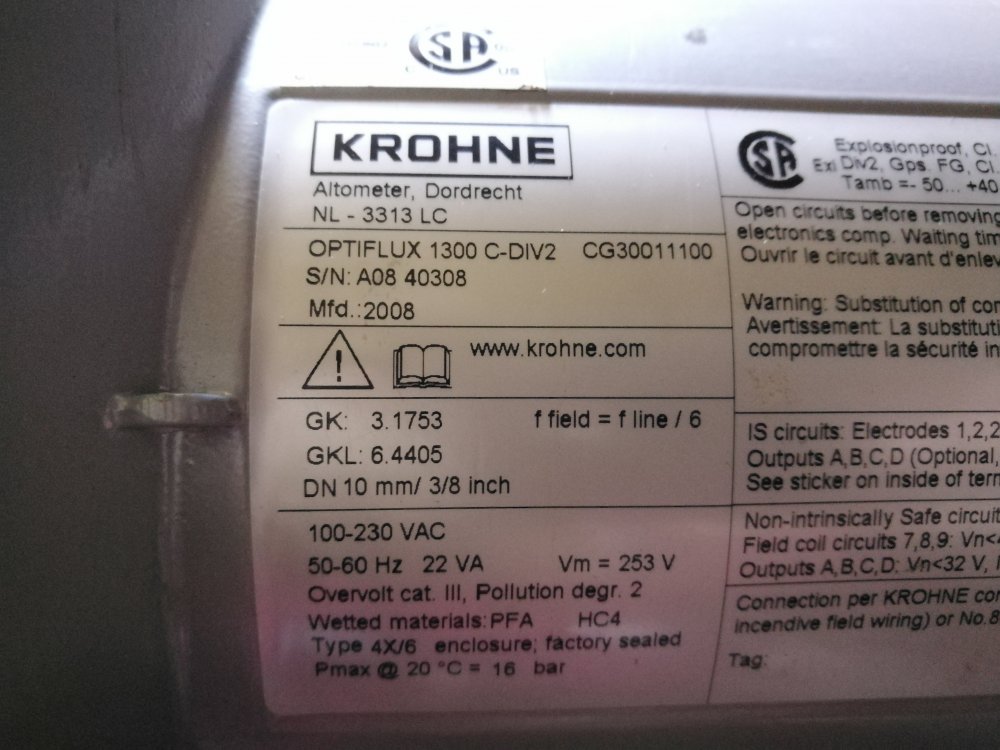 CSA
US
KROHNE
Altometer, Dordrecht
NL - 3313 LC
OPTIFLUX 1300 C-DIV2 CG30011100
S/N: A08 40308
Mfd.:2008
www.krohne.com
GK: 3.1753 f field = f line / 6
GKL: 6.4405
DN 10 mm/ 3/8 inch
100-230 VAC
50-60 Hz 22 VA Vm = 253 V
Overvolt cat. III, Pollution degr. 2
Wetted materials: PFA HC4
Type 4X/6 enclosure; factory sealed
Pmax @ 20 °C = 16 bar
CSA
Explosionproof, Cl.
Exi Div2, Gps. FG, Cl.
Tamb =- 50... +40
Open circuits before removing
electronics comp. Waiting tim
Ouvrir le circuit avant d'enlev
Warning: Substitution of cor
Avertissement: La substituti
compromettre la sécurité in
IS circuits: Electrodes 1,2,2
Outputs A,B,C,D (Optional,
See sticker on inside of tern
Non-intrinsically Safe circuit
Field coil circuits 7,8,9: Vn<
Outputs A,B,C,D: Vn<32 V,
Connection per KROHNE con
incendive field wiring) or No.8
Tag: